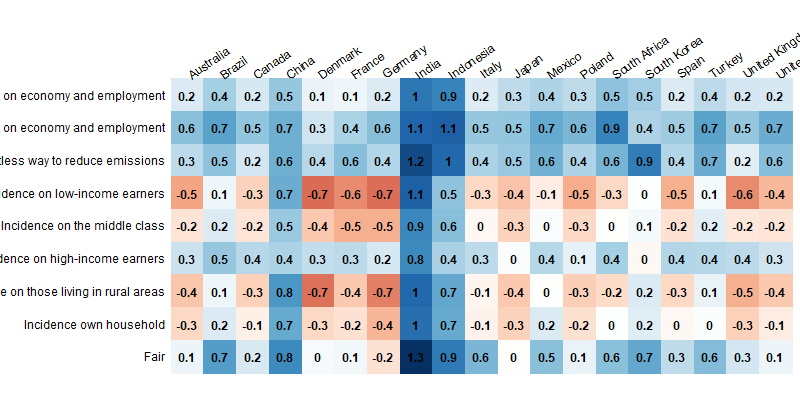 Australia Brazil Canada China Denmark France Germany India Indonesia Italy Japan Mexico Poland South Africa South Korea Spain Turkey United
on economy and employment 0.2 0.4 0.2 0.5 0.1 0.1 0.2 1 0.9 0.2 0.3 0.4 0.3 0.5 0.5 0.2 0.4 0.2 0.2
on economy and employment 0.6 0.7 0.5 0.7 0.3 0.4 0.6 1.1 1.1 0.5 0.5 0.7 0.6 0.9 0.4 0.5 0.7 0.5 0.7
way to reduce emissions 0.3 0.5 0.2 0.6 0.4 0.6 0.4 1.2 1 0.4 0.5 0.6 0.4 0.6 0.9 0.4 0.7 0.2 0.6
on low-income earners -0.5 0.1 -0.3 0.7 -0.7 -0.6 -0.7 1.1 0.5 -0.3 -0.4 -0.1 -0.5 -0.3 0 -0.5 0.1 -0.6 -0.4
Incidence on the middle class -0.2 0.2 -0.2 0.5 -0.4 -0.5 -0.5 0.9 0.6 0 -0.3 0 -0.3 0 0.1 -0.2 0.2 -0.2 -0.2
on high-income earners 0.3 0.5 0.4 0.4 0.3 0.3 0.2 0.8 0.4 0.3 0 0.4 0.1 0.4 0 0.4 0.4 0.4 0.3
on those living in rural areas -0.4 0.1 -0.3 0.8 -0.7 -0.4 -0.7 1 0.7 -0.1 -0.4 0 -0.3 -0.2 0.2 -0.3 0.1 -0.5 -0.4
Incidence own household -0.3 0.2 -0.1 0.7 -0.3 -0.2 -0.4 1 0.7 -0.1 -0.3 0.2 -0.2 0 0.2 0 0 -0.3 -0.1
Fair 0.1 0.7 0.2 0.8 0 0.1 -0.2 1.3 0.9 0.6 0 0.5 0.1 0.6 0.7 0.3 0.6 0.3 0.1